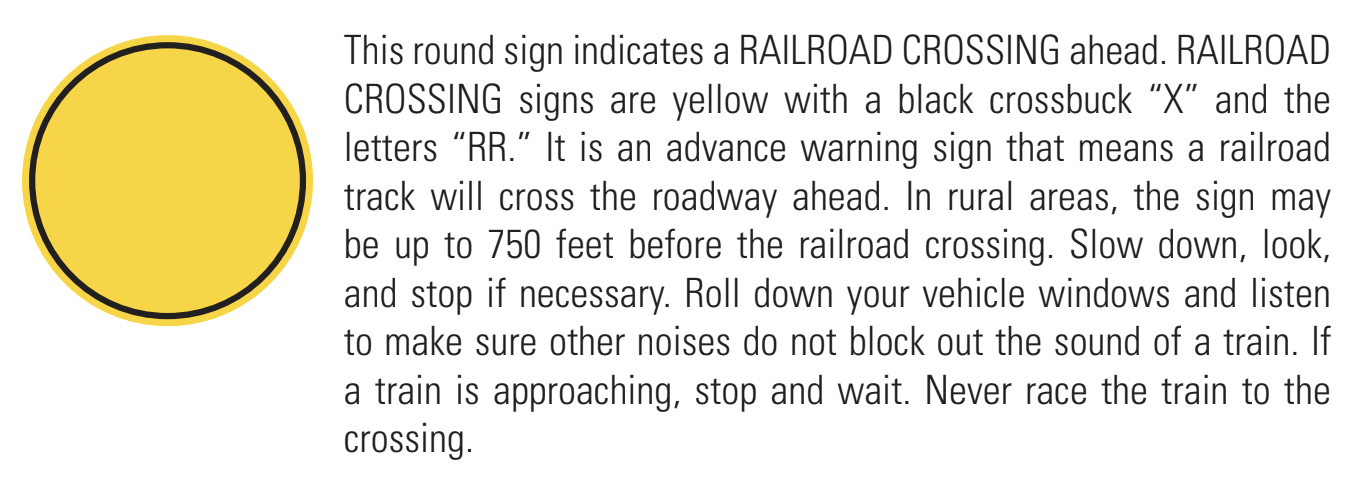 This round sign indicates a RAILROAD CROSSING ahead. RAILROAD
CROSSING signs are yellow with a black crossbuck “X” and the
letters “RR.” It is an advance warning sign that means a railroad
track will cross the roadway ahead. In rural areas, the sign may
be up to 750 feet before the railroad crossing. Slow down, look,
and stop if necessary. Roll down your vehicle windows and listen
to make sure other noises do not block out the sound of a train. If
a train is approaching, stop and wait. Never race the train to the
crossing.